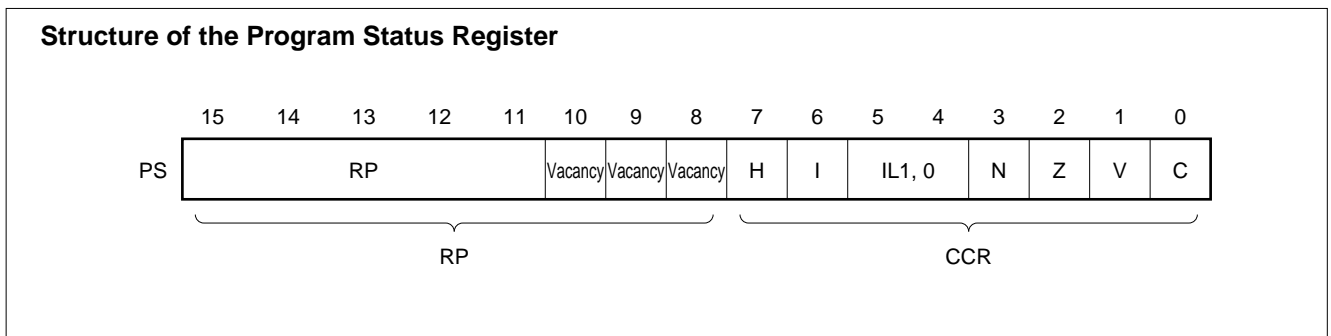 Structure of the Program Status Register
15 14 13 12 11 10 9 8 7 6 5 4 3 2 1 0
PS RP Vacancy Vacancy Vacancy H I IL1, 0 N Z V C
RP CCR